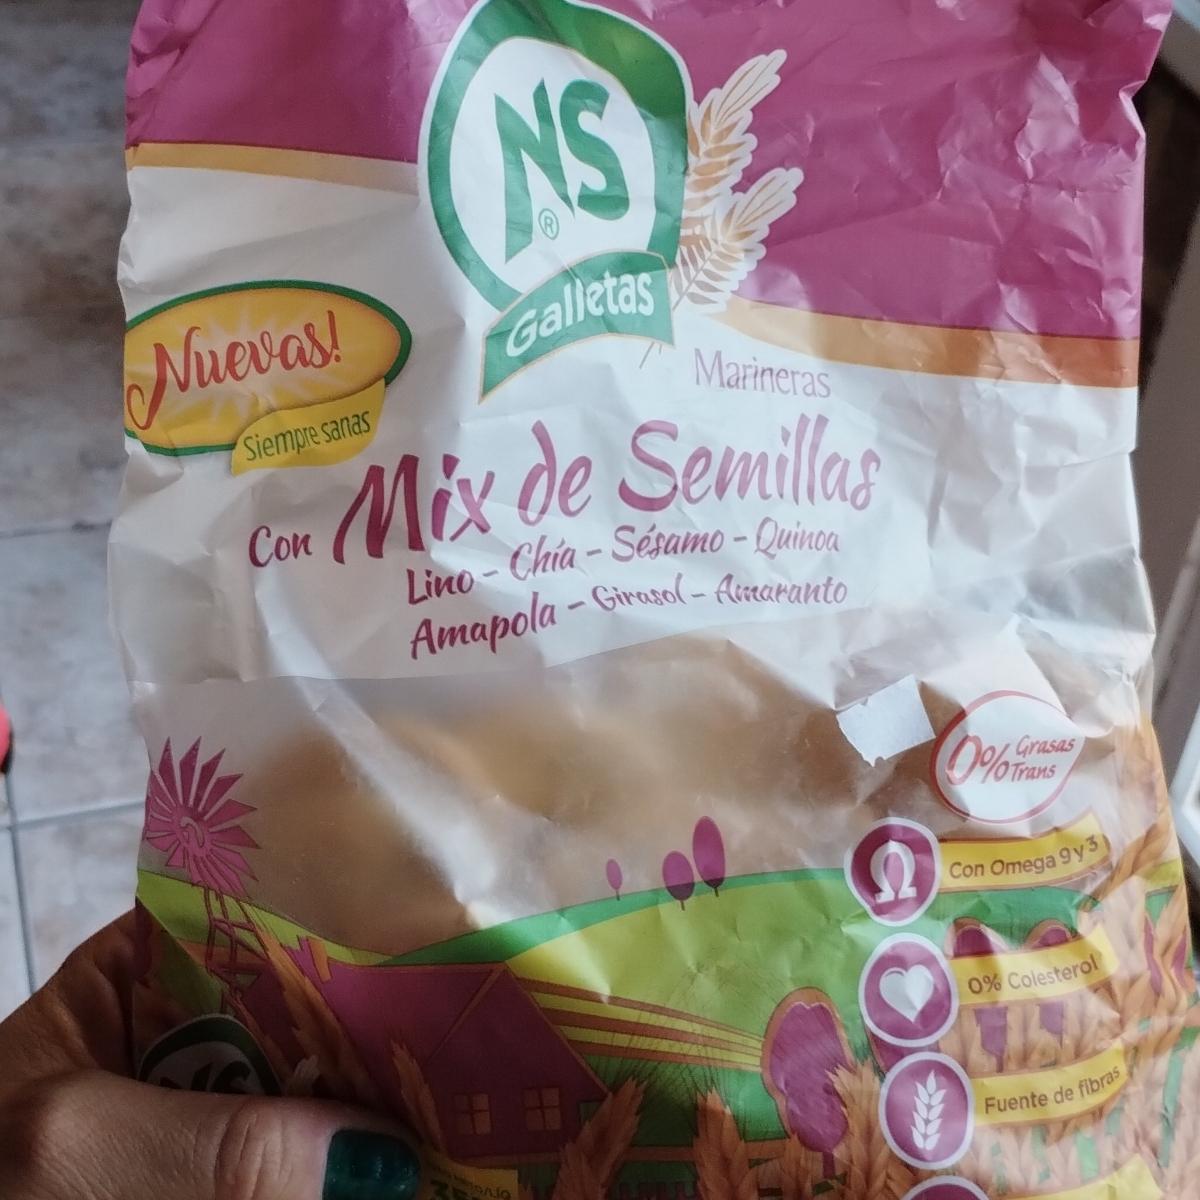 NS
®
Galletas
Nuevas!
Siempre sanas
Marineras
Con Mix de Semillas
Lino - Chía - Sésamo - Quinoa
Amapola - Girasol - Amaranto
0% Grasas
Trans
Con Omega 9 y 3
0% Colesterol
Fuente de fibras
NS